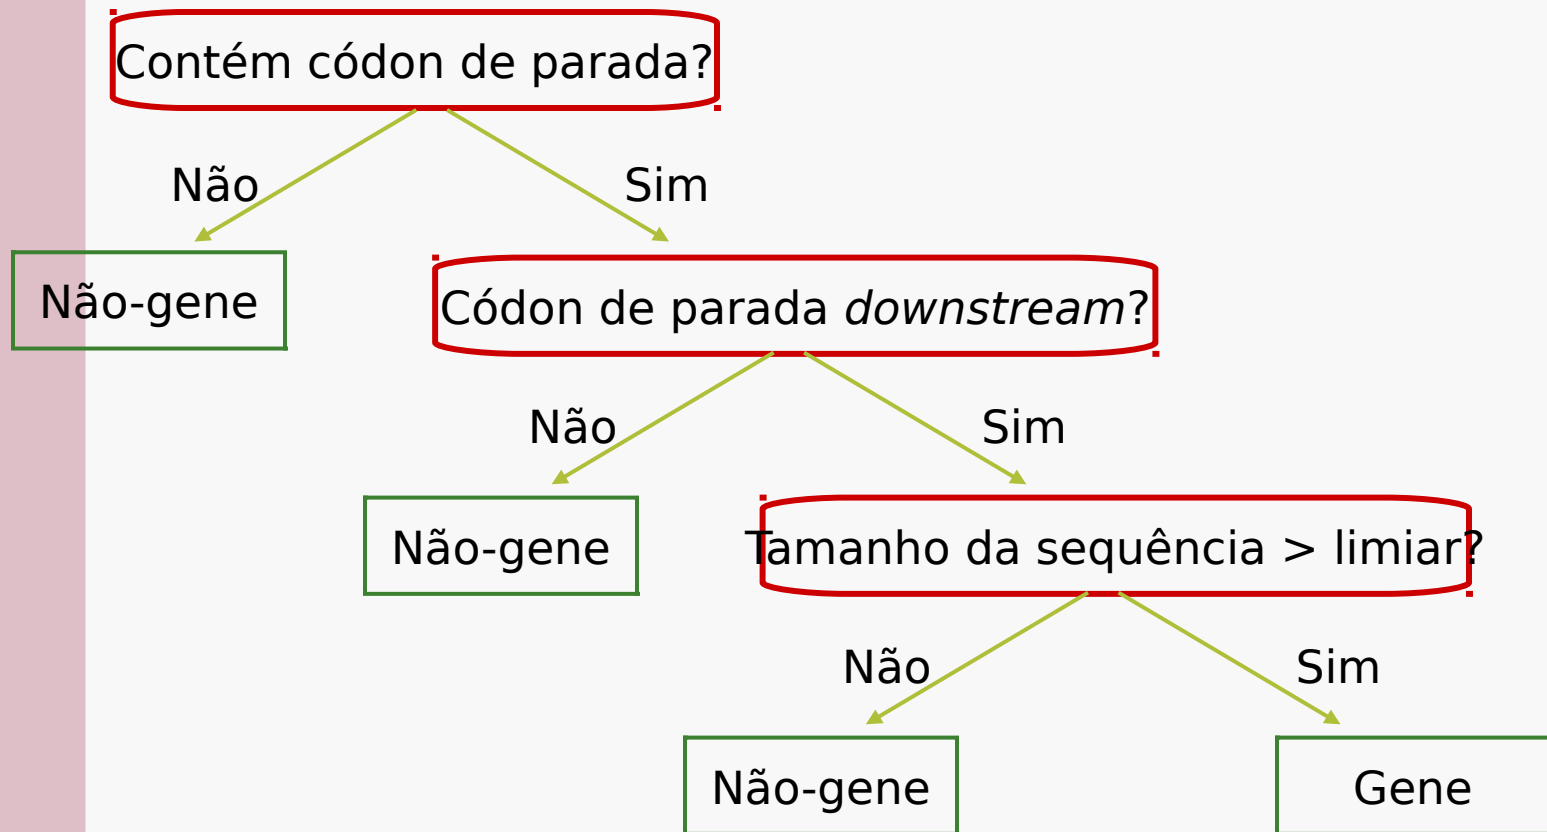 Contém códon de parada?
Não
Sim
Não-gene
Códon de parada downstream?
Não
Sim
Não-gene
Tamanho da sequência > limiar?
Não
Sim
Não-gene
Gene